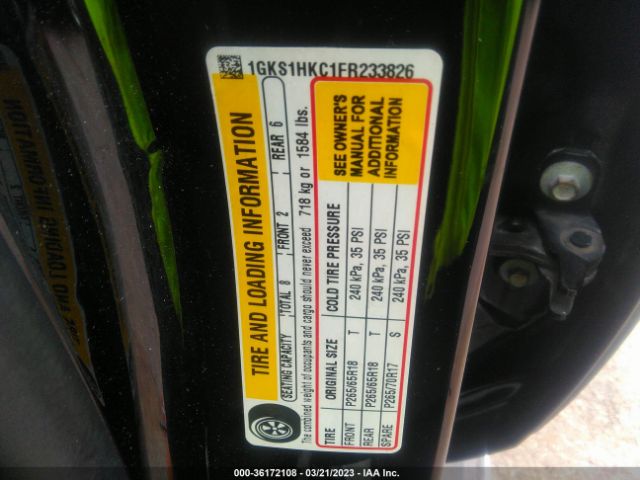 1GKS1HKC1FR233826
TIRE AND LOADING INFORMATION
SEATING CAPACITY TOTAL 8 FRONT 2 REAR 6
The combined weight of occupants and cargo should never exceed 718 kg or 1584 lbs.
TIRE ORIGINAL SIZE COLD TIRE PRESSURE
FRONT P265/65R18 T 240 kPa, 35 PSI
REAR P265/65R18 T 240 kPa, 35 PSI
SPARE P265/70R17 S 240 kPa, 35 PSI
SEE OWNER'S
MANUAL FOR
ADDITIONAL
INFORMATION
000-36172108 - 03/21/2023 - IAA Inc.